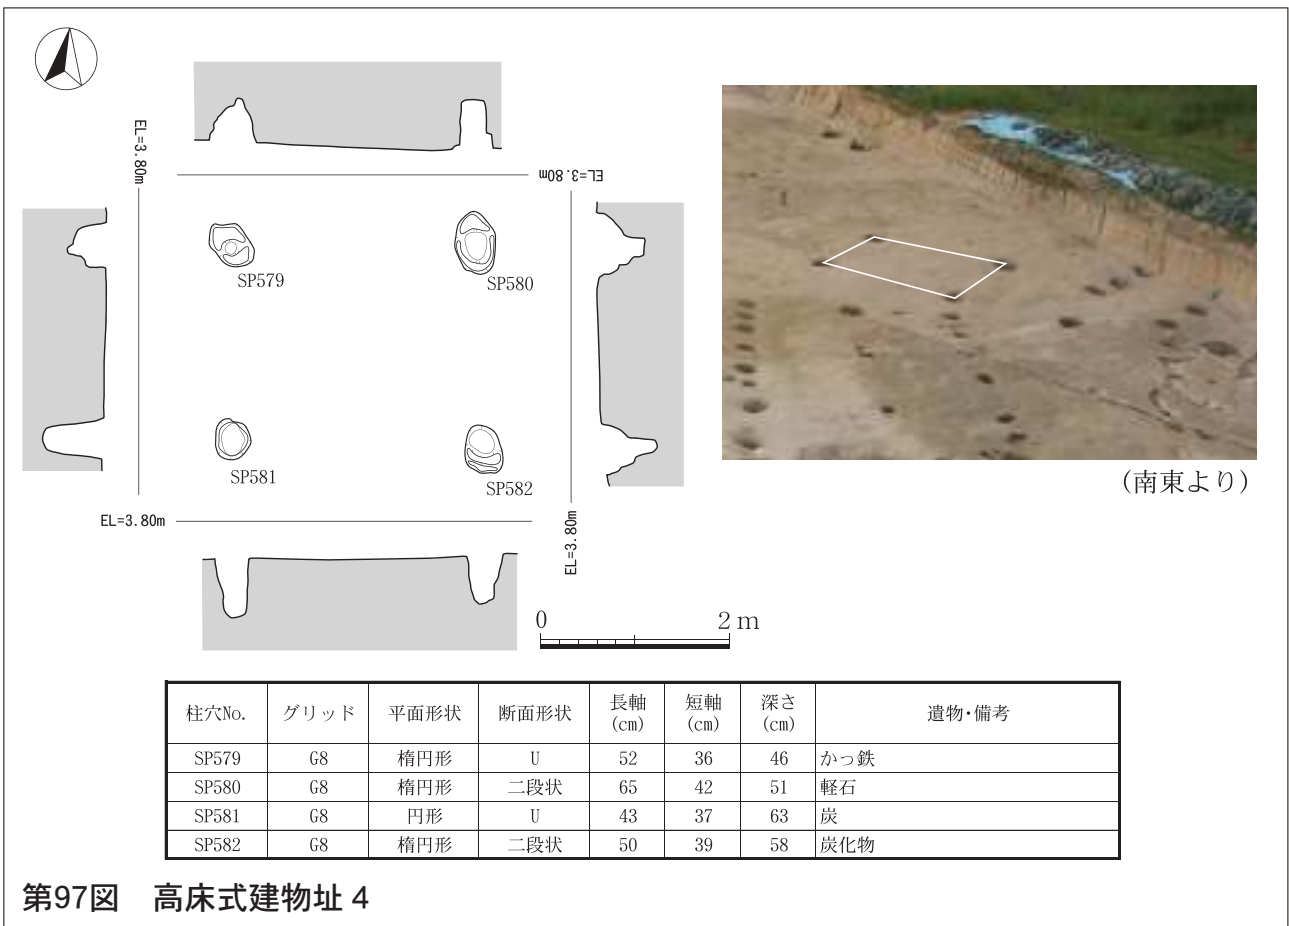 EL=3.80m
EL=3.80m
SP579
SP580
SP581
SP582
EL=3.80m
EL=3.80m
(南東より)
0 2m
柱穴No. グリッド 平面形状 断面形状 長軸(cm) 短軸(cm) 深さ(cm) 遺物・備考
SP579 G8 楕円形 U 52 36 46 かっ鉄
SP580 G8 楕円形 二段状 65 42 51 軽石
SP581 G8 円形 U 43 37 63 炭
SP582 G8 楕円形 二段状 50 39 58 炭化物
第97図 高床式建物址4